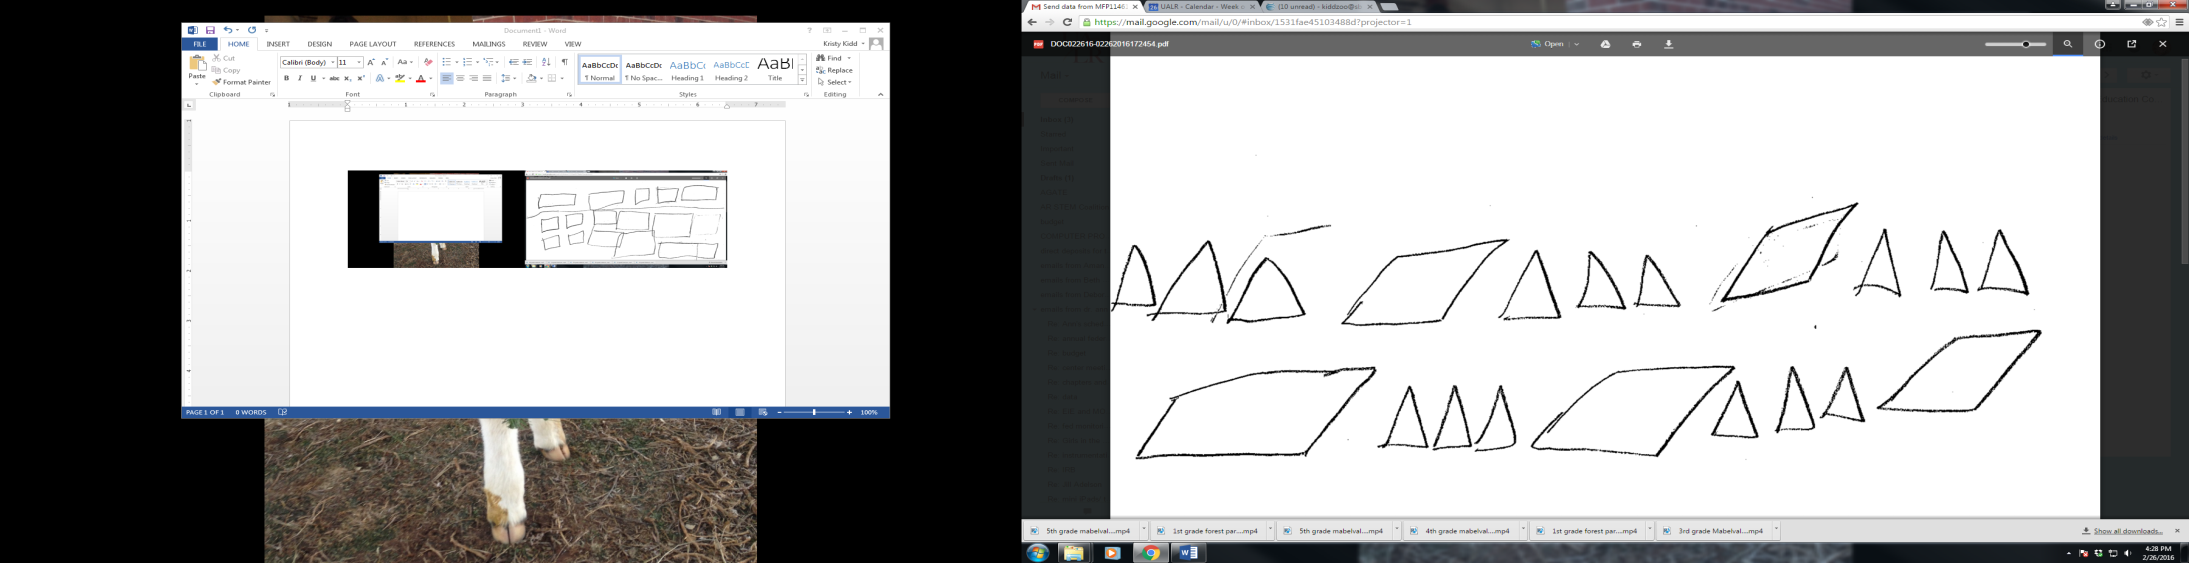 Document1 - Word
FILE HOME INSERT DESIGN PAGE LAYOUT REFERENCES MAILINGS REVIEW VIEW Kristy Kidd
Cut
Copy
Format Painter
Paste
Calibri (Body) 11
Find
Replace
Select
AaBbCcDc AaBbCcDc AaBbCc AaBbCcC AaBl
¶ Normal ¶ No Spac... Heading 1 Heading 2 Title
Clipboard Font Paragraph Styles Editing
PAGE 1 OF 1 0 WORDS 100%
Send data from MFP1146
UALR - Calendar - Week o
(10 unread) - kiddzoo@sb
https://mail.google.com/mail/u/0/#inbox/1531fae45103488d?projector=1
DOC022616-02262016172454.pdf
Open
5th grade mabelval....mp4
1st grade forest par....mp4
5th grade mabelval....mp4
4th grade mabelval....mp4
1st grade forest par....mp4
3rd grade Mabelval....mp4
Show all downloads...
4:28 PM
2/26/2016